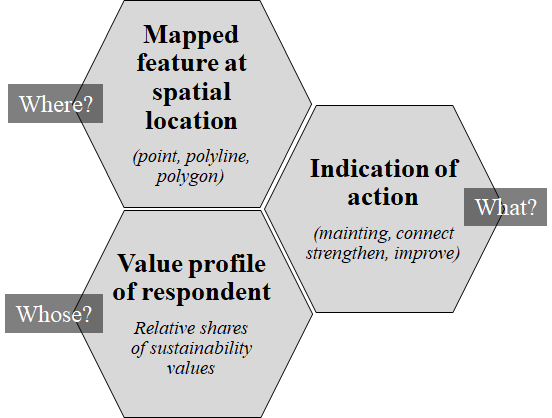 Mapped
feature at
spatial
location
(point, polyline,
polygon)
Where?
Indication of
action
(mainting, connect
strengthen, improve)
What?
Value profile
of respondent
Relative shares
of sustainability
values
Whose?